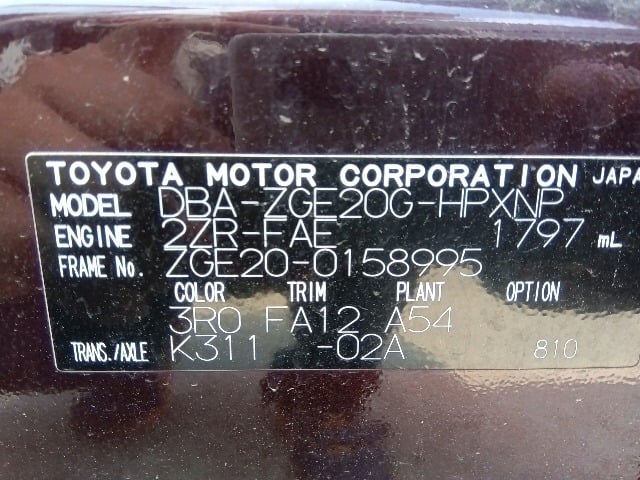 TOYOTA MOTOR CORPORATION JAPA
MODEL DBA-ZGE20G-HPXNP
ENGINE 2ZR-FAE 1797 mL
FRAME No. ZGE20-0158995
COLOR TRIM PLANT OPTION
3R0 FA12 A54
TRANS./AXLE K311 -02A 810